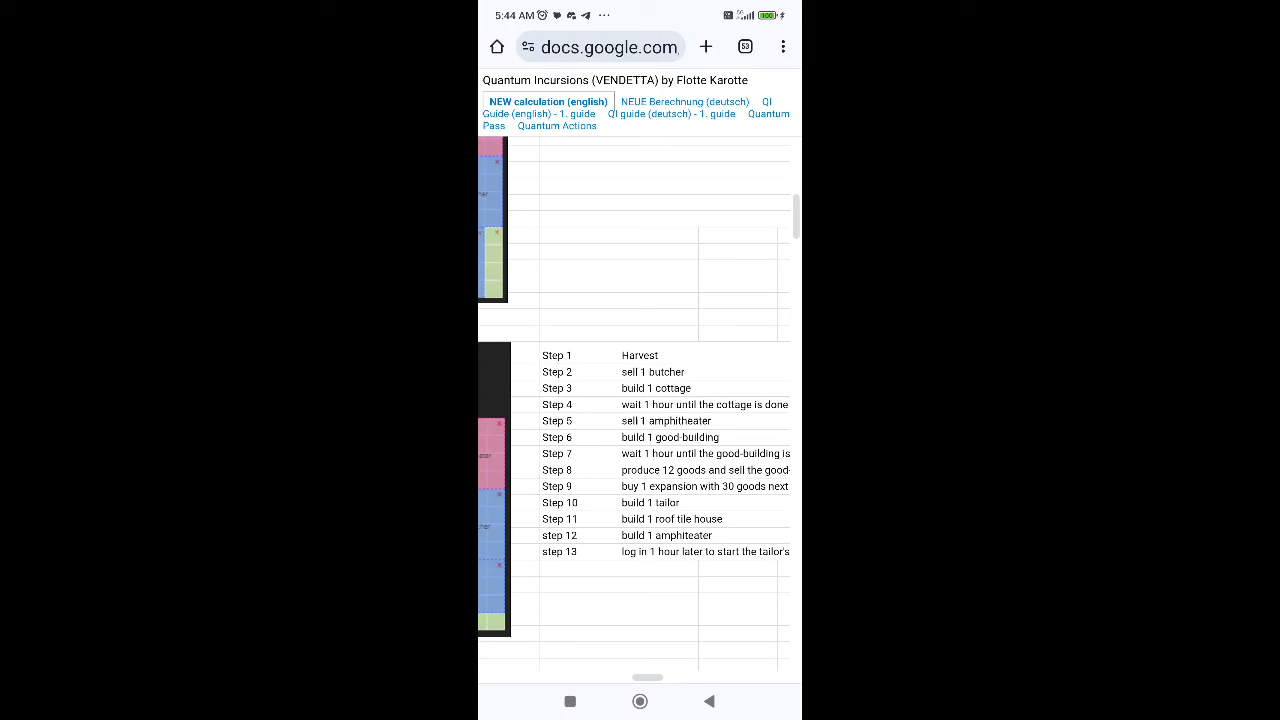 5:44 AM
5G
100
docs.google.com
53
Quantum Incursions (VENDETTA) by Flotte Karotte
NEW calculation (english) NEUE Berechnung (deutsch) QI
Guide (english) - 1. guide QI guide (deutsch) - 1. guide Quantum
Pass Quantum Actions
Step 1 Harvest
Step 2 sell 1 butcher
Step 3 build 1 cottage
Step 4 wait 1 hour until the cottage is done
Step 5 sell 1 amphitheater
Step 6 build 1 good-building
Step 7 wait 1 hour until the good-building is
Step 8 produce 12 goods and sell the good-
Step 9 buy 1 expansion with 30 goods next
Step 10 build 1 tailor
Step 11 build 1 roof tile house
step 12 build 1 amphiteater
step 13 log in 1 hour later to start the tailor's